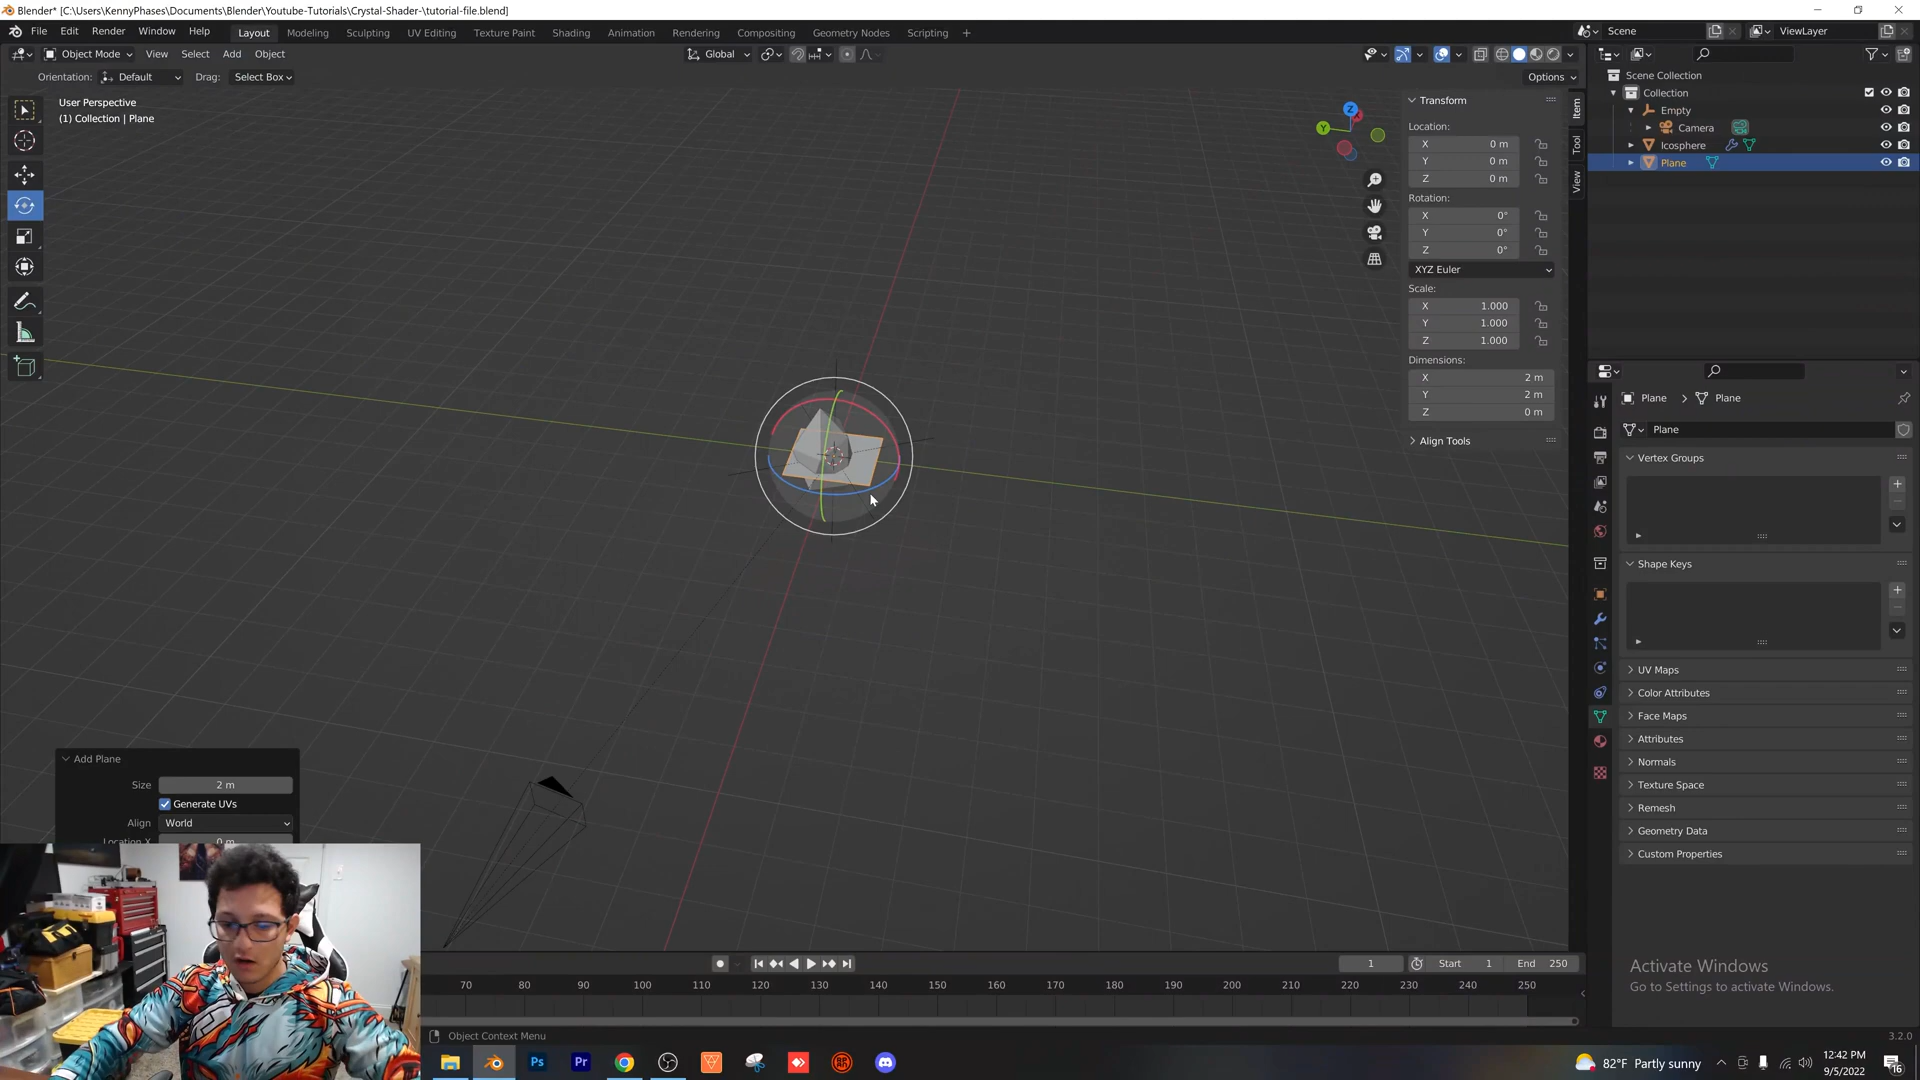 Blender* [C:\Users\KennyPhases\Documents\Blender\Youtube-Tutorials\Crystal-Shader-\tutorial-file.blend]
File Edit Render Window Help Layout Modeling Sculpting UV Editing Texture Paint Shading Animation Rendering Compositing Geometry Nodes Scripting + Scene ViewLayer
Object Mode View Select Add Object Global
Orientation: Default Drag: Select Box Options
User Perspective
(1) Collection | Plane
Transform
Location:
X 0 m
Y 0 m
Z 0 m
Rotation:
X 0°
Y 0°
Z 0°
XYZ Euler
Scale:
X 1.000
Y 1.000
Z 1.000
Dimensions:
X 2 m
Y 2 m
Z 0 m
Align Tools
Item
Tool
View
Z
Y
X
Scene Collection
Collection
Empty
Camera
Icosphere
Plane
Plane > Plane
Plane
Vertex Groups
Shape Keys
UV Maps
Color Attributes
Face Maps
Attributes
Normals
Texture Space
Remesh
Geometry Data
Custom Properties
Add Plane
Size 2 m
Generate UVs
Align World
Location X 0 m
Activate Windows
Go to Settings to activate Windows.
1 Start 1 End 250
70 80 90 100 110 120 130 140 150 160 170 180 190 200 210 220 230 240 250
Object Context Menu 3.2.0
Ps Pr 82°F Partly sunny 12:42 PM
9/5/2022 16